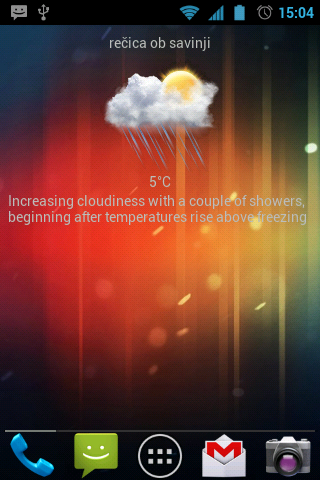 15:04
rečica ob savinji
5°C
Increasing cloudiness with a couple of showers,
beginning after temperatures rise above freezing